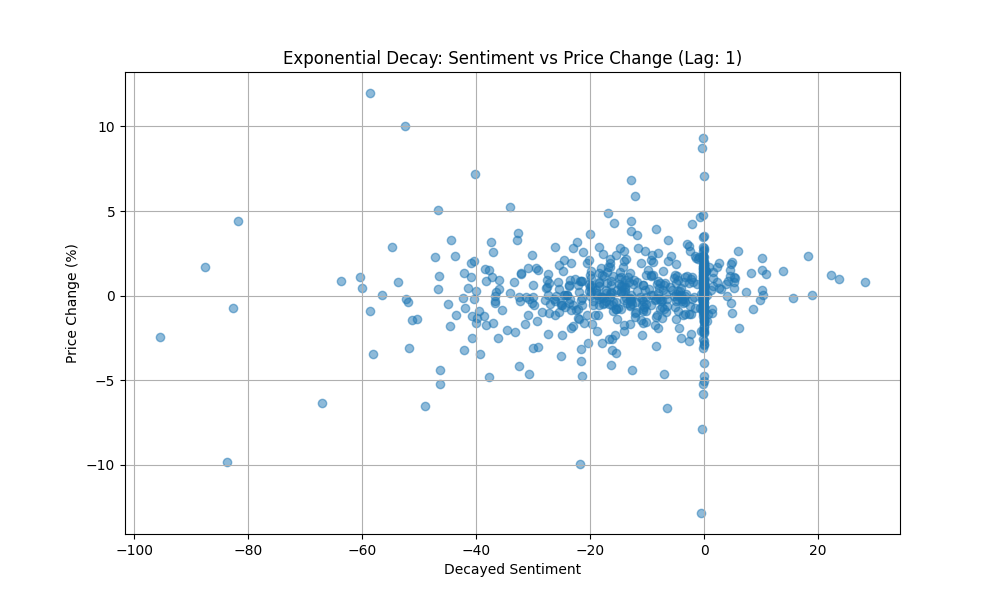 Exponential Decay: Sentiment vs Price Change (Lag: 1)
10
5
0
−5
−10
Price Change (%)
−100 −80 −60 −40 −20 0 20
Decayed Sentiment